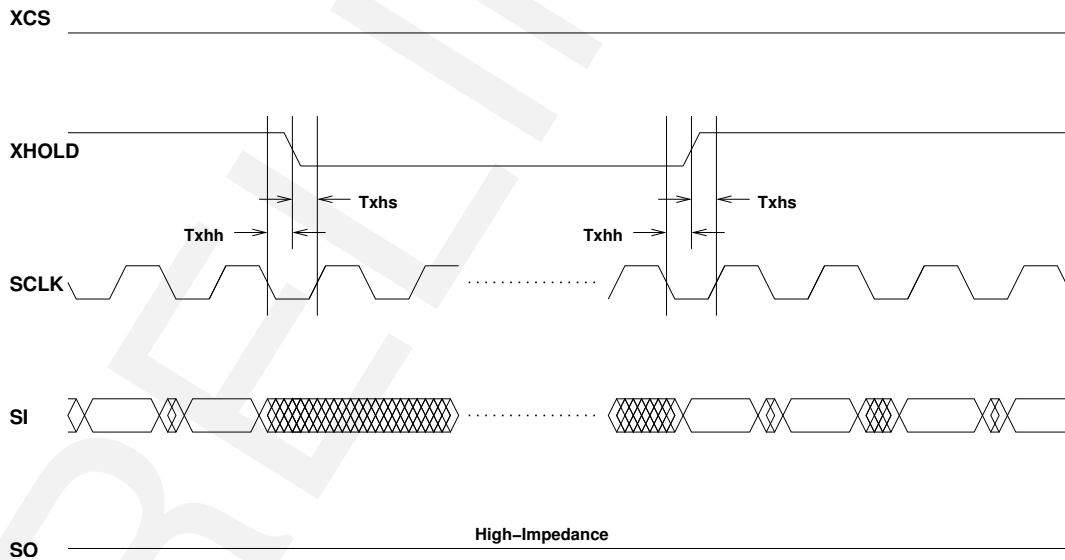 XCS
XHOLD
Txhs
Txhs
Txhh
Txhh
SCLK
SI
High−Impedance
SO